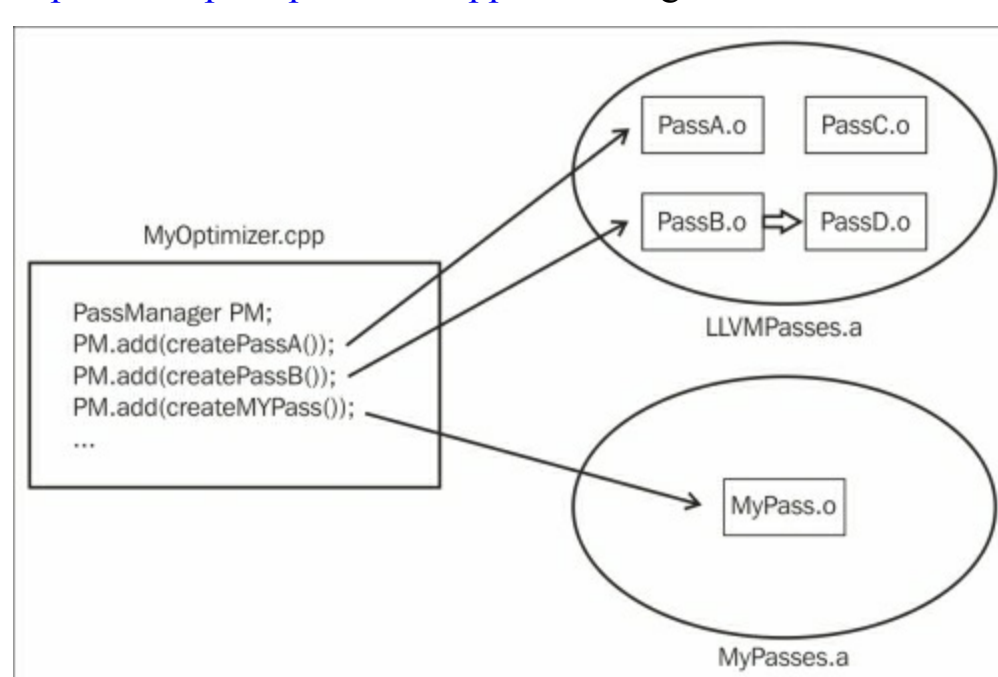 MyOptimizer.cpp
PassManager PM;
PM.add(createPassA());
PM.add(createPassB());
PM.add(createMYPass());
...
PassA.o
PassC.o
PassB.o
PassD.o
LLVMPasses.a
MyPass.o
MyPasses.a